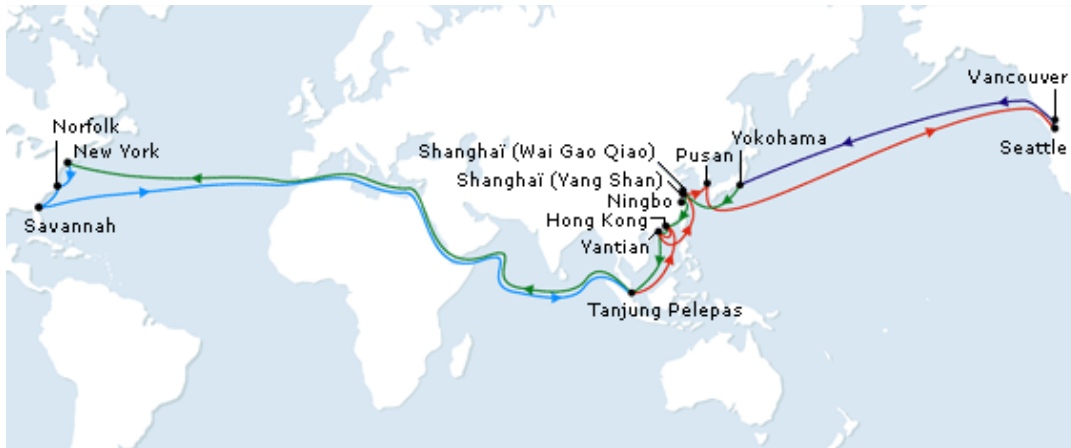 Vancouver
Norfolk
New York
Yokohama
Seattle
Shanghaï (Wai Gao Qiao)
Pusan
Shanghaï (Yang Shan)
Ningbo
Savannah
Hong Kong
Yantian
Tanjung Pelepas